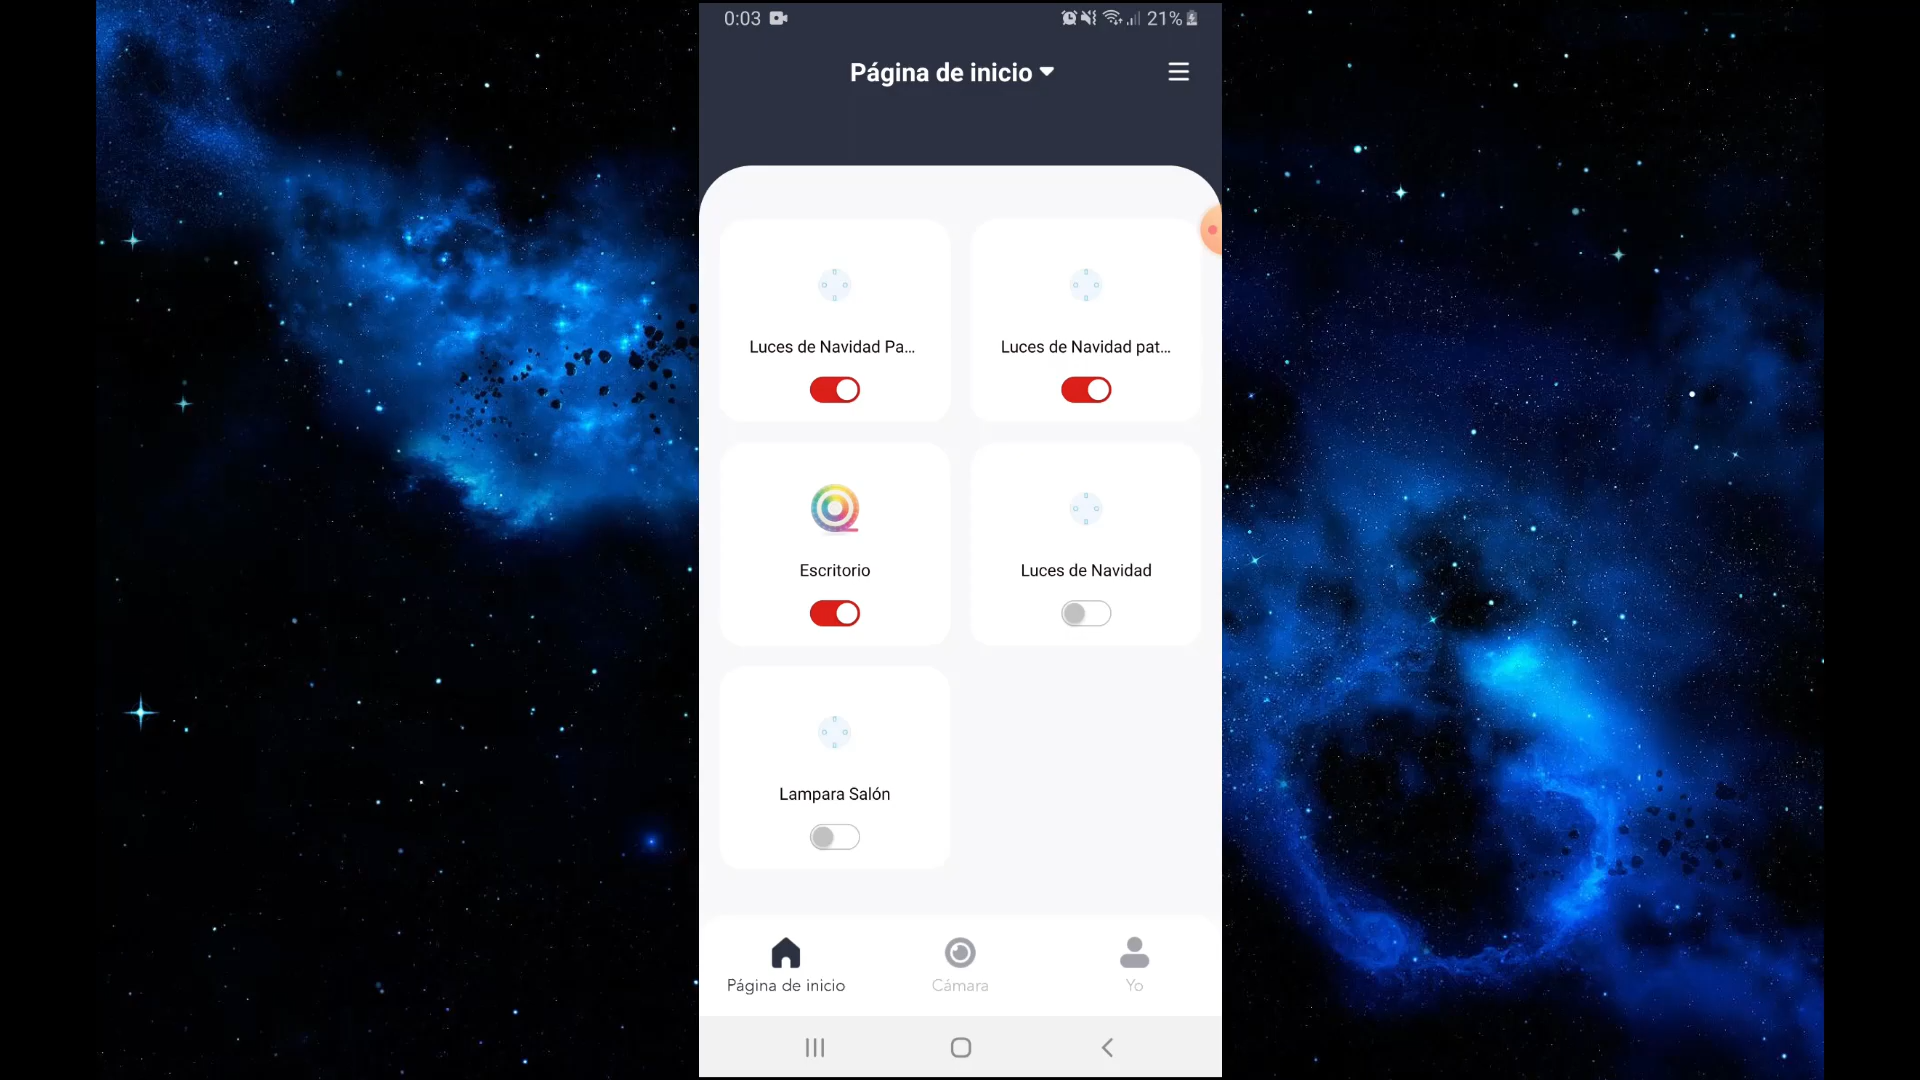 0:03 21%
Página de inicio
Luces de Navidad Pa...
Luces de Navidad pat...
Escritorio
Luces de Navidad
Lampara Salón
Página de inicio
Cámara
Yo